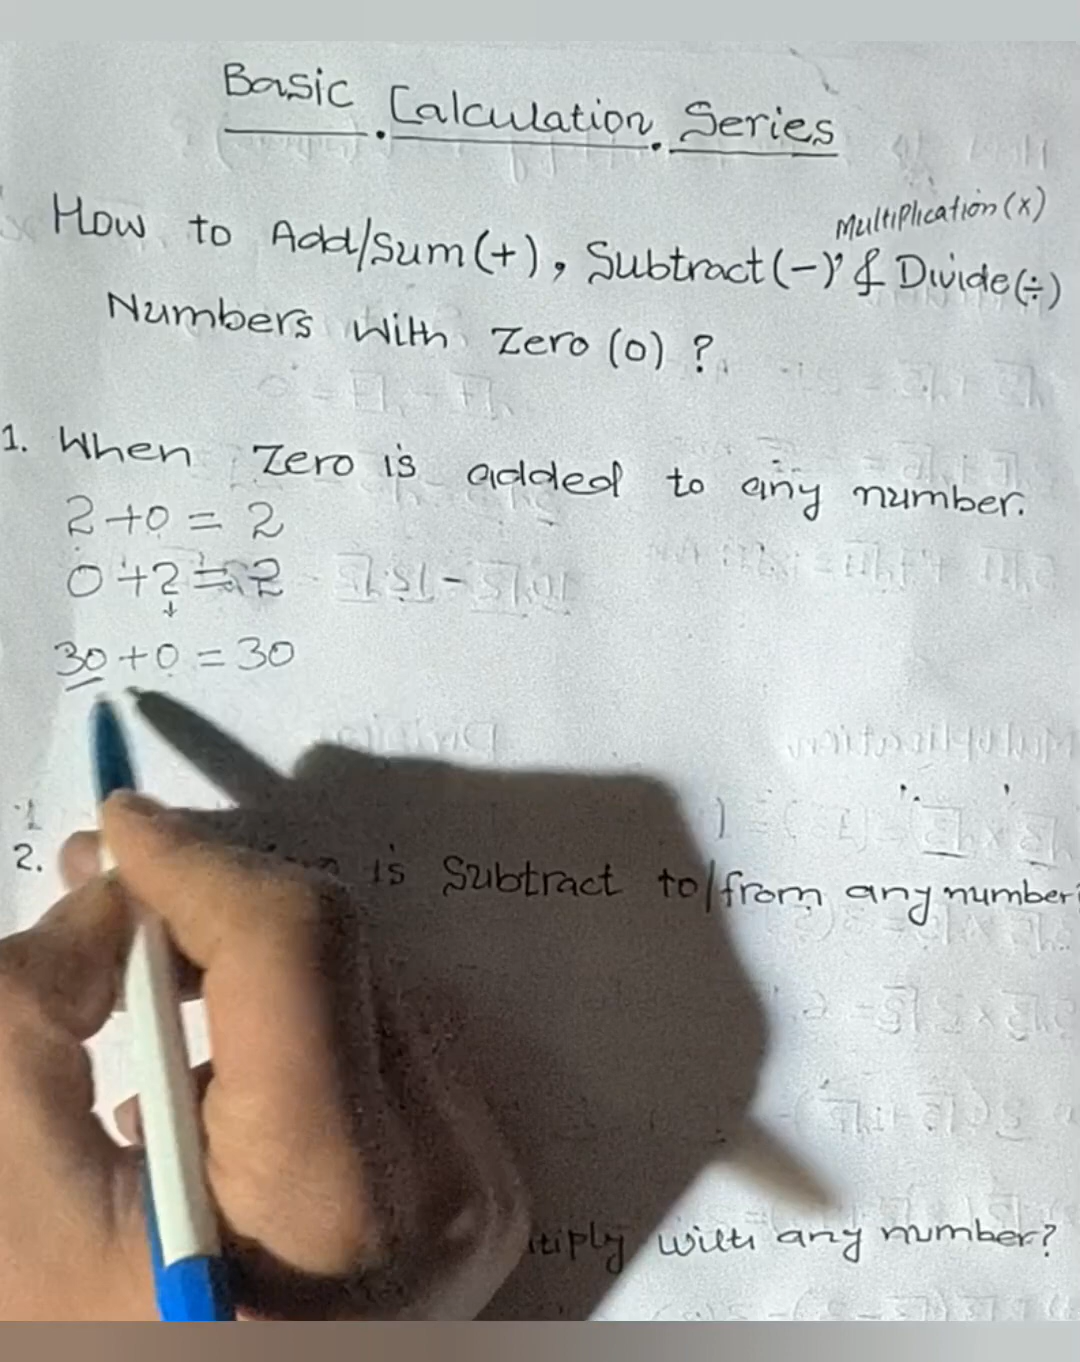 Basic Calculation Series
Multiplication (x)
How to Add/Sum (+), Subtract (-), & Divide (÷)
Numbers with Zero (0) ?
1. When Zero is added to any number.
2+0 = 2
0+2 = 2
30+0 = 30
2. is Subtract to/from any number?
with any number?